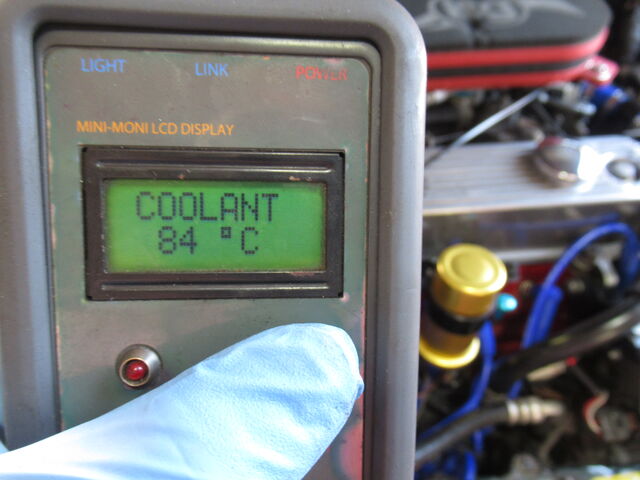 LIGHT LINK POWER
MINI-MONI LCD DISPLAY
COOLANT
84 °C